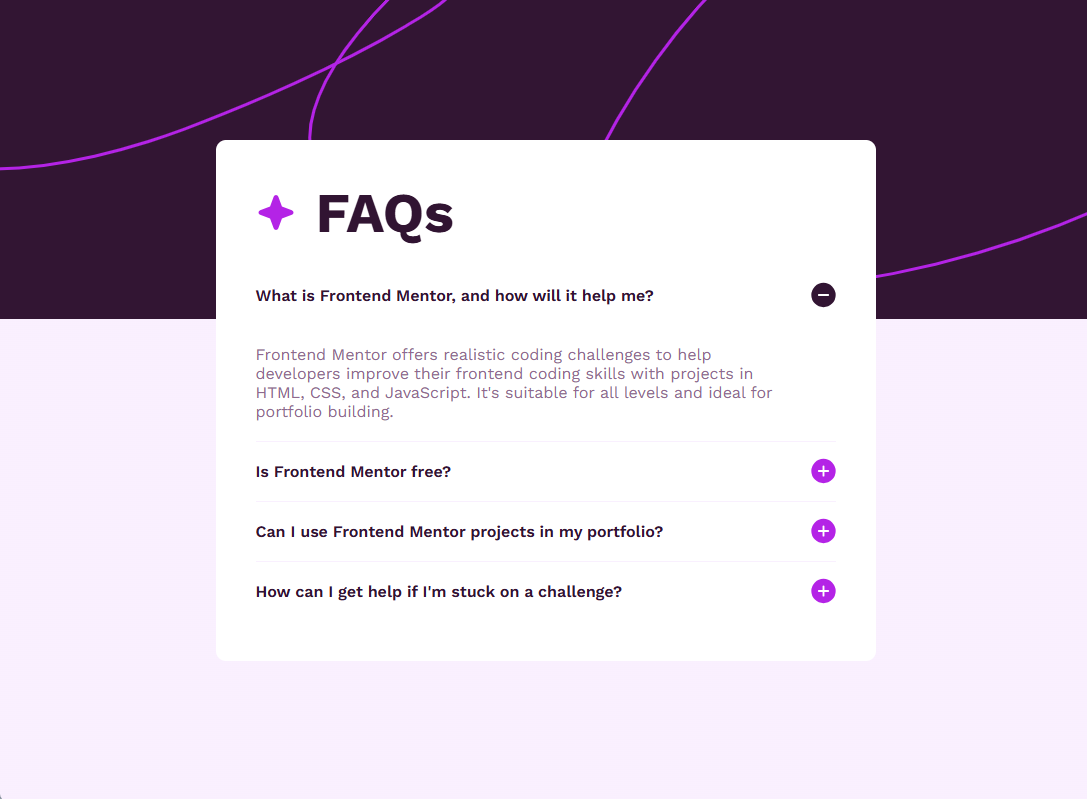 FAQs
What is Frontend Mentor, and how will it help me?
Frontend Mentor offers realistic coding challenges to help
developers improve their frontend coding skills with projects in
HTML, CSS, and JavaScript. It's suitable for all levels and ideal for
portfolio building.
Is Frontend Mentor free?
Can I use Frontend Mentor projects in my portfolio?
How can I get help if I'm stuck on a challenge?